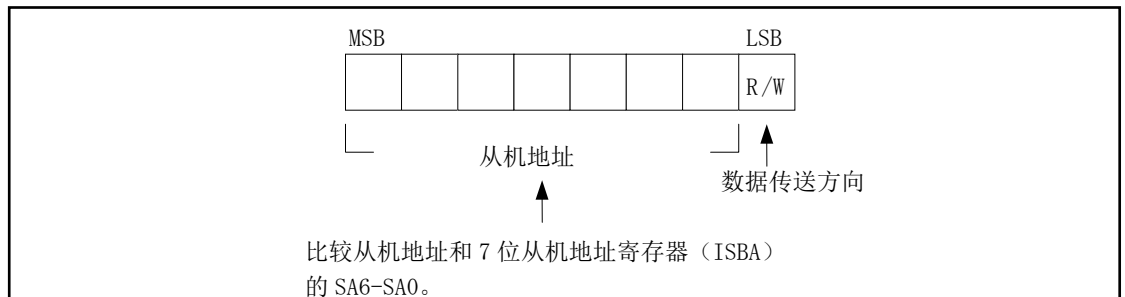 MSB LSB
R/W
从机地址
数据传送方向
比较从机地址和 7 位从机地址寄存器（ISBA）
的 SA6-SA0。